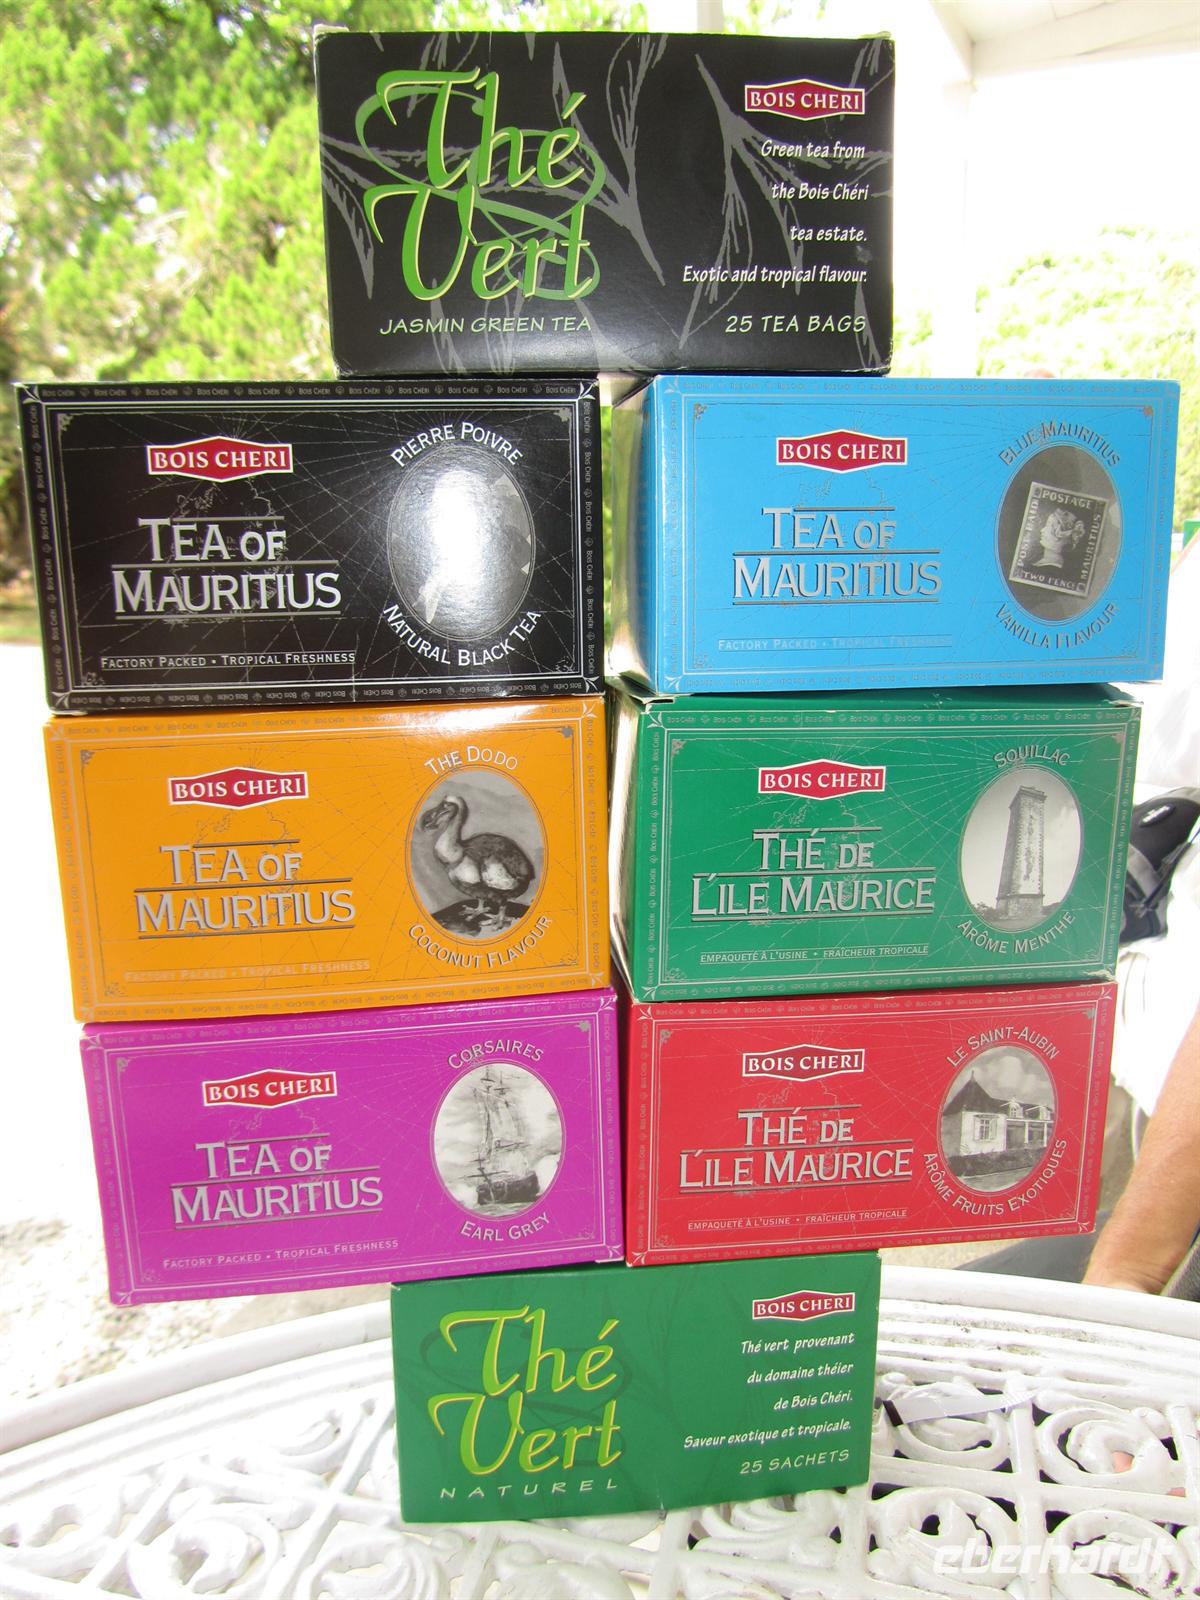 Thé
Vert
JASMIN GREEN TEA
BOIS CHERI
Green tea from
the Bois Chéri
tea estate.
Exotic and tropical flavour.
25 TEA BAGS
BOIS CHERI
TEA OF
MAURITIUS
FACTORY PACKED • TROPICAL FRESHNESS
PIERRE POIVRE
NATURAL BLACK TEA
BOIS CHERI
TEA OF
MAURITIUS
FACTORY PACKED •
BLUE MAURITIUS
POSTAGE
POST PAID
MAURITIUS
TWO PENCE
VANILLA FLAVOUR
BOIS CHERI
TEA OF
MAURITIUS
FACTORY PACKED • TROPICAL FRESHNESS
THE DODO
COCONUT FLAVOUR
BOIS CHERI
THÉ DE
L'ILE MAURICE
EMPAQUETÉ À L'USINE • FRAÎCHEUR TROPICALE
SOUILLAC
ARÔME MENTHE
BOIS CHERI
TEA OF
MAURITIUS
FACTORY PACKED • TROPICAL FRESHNESS
CORSAIRES
EARL GREY
BOIS CHERI
THÉ DE
L'ILE MAURICE
EMPAQUETÉ À L'USINE • FRAÎCHEUR TROPICALE
LE SAINT-AUBIN
ARÔME FRUITS EXOTIQUES
Thé
Vert
NATUREL
BOIS CHERI
Thé vert provenant
du domaine théier
de Bois Chéri.
Saveur exotique et tropicale.
25 SACHETS
eberhardt